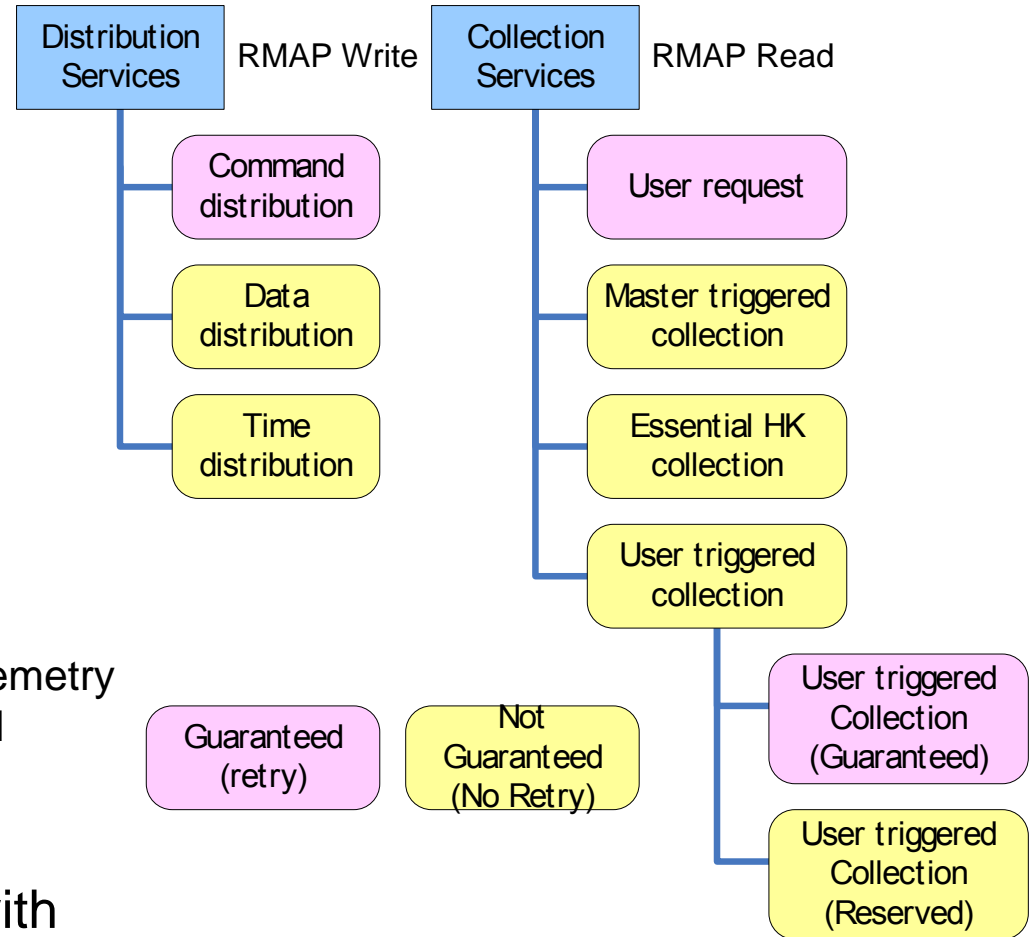 Distribution
Services
RMAP Write
Collection
Services
RMAP Read
Command
distribution
Data
distribution
Time
distribution
User request
Master triggered
collection
Essential HK
collection
User triggered
collection
User triggered
Collection
(Guaranteed)
User triggered
Collection
(Reserved)
emetry
Guaranteed
(retry)
Not
Guaranteed
(No Retry)
with